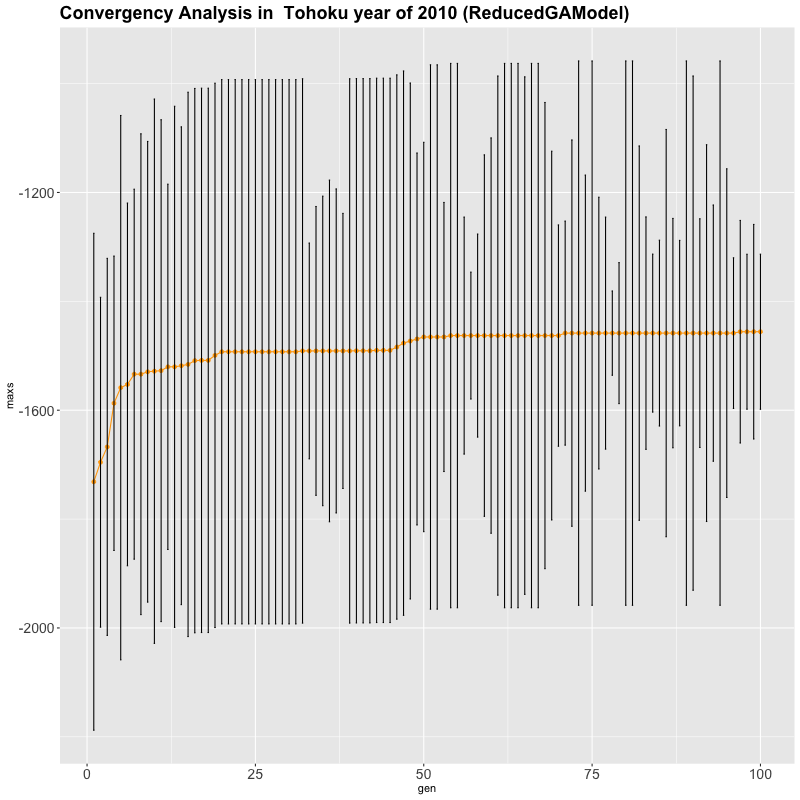 Convergency Analysis in  Tohoku year of 2010 (ReducedGAModel)
maxs
-1200
-1600
-2000
0 25 50 75 100
gen